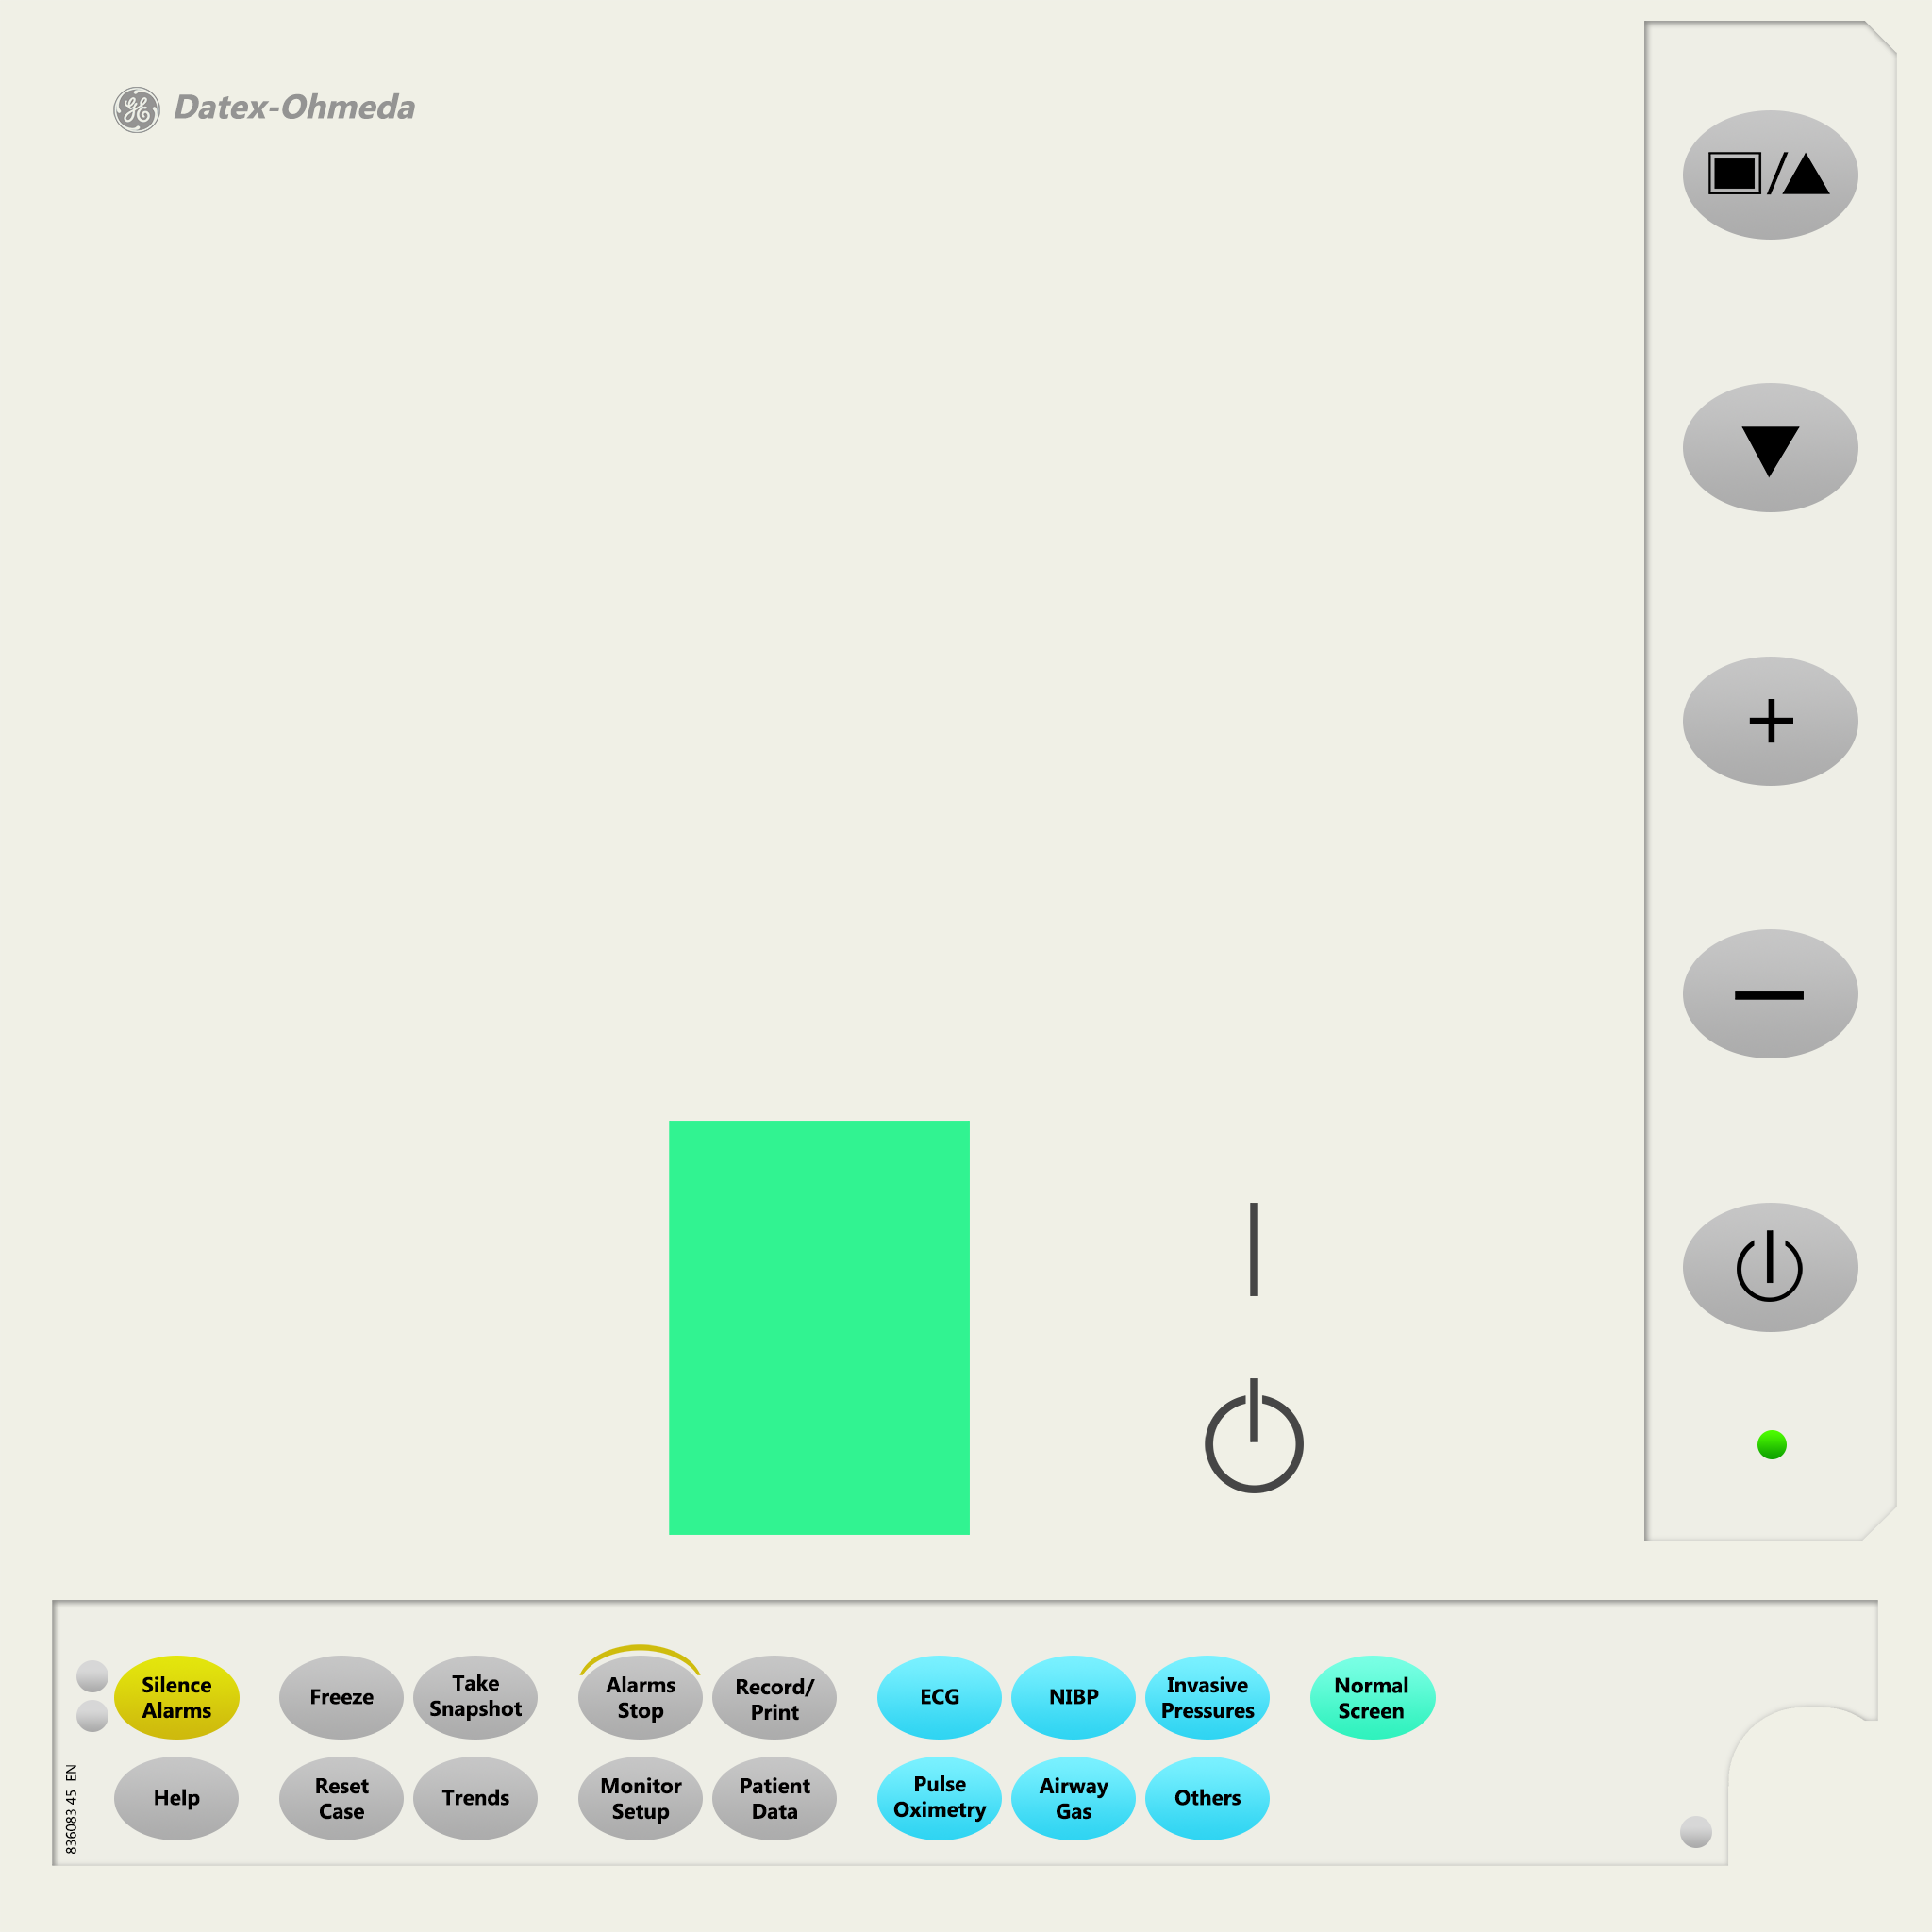 GE Datex-Ohmeda
Silence
Alarms
Freeze
Take
Snapshot
Alarms
Stop
Record/
Print
ECG
NIBP
Invasive
Pressures
Normal
Screen
Help
Reset
Case
Trends
Monitor
Setup
Patient
Data
Pulse
Oximetry
Airway
Gas
Others
836083 45 EN